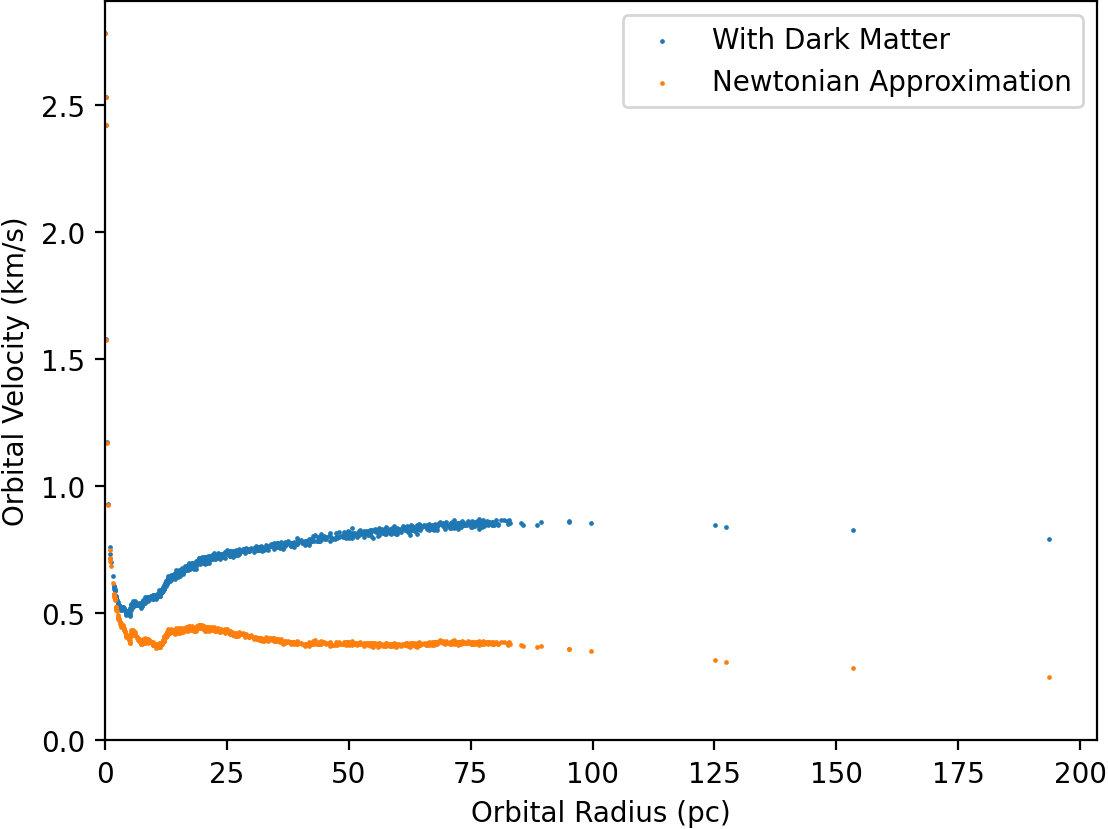 With Dark Matter
Newtonian Approximation
2.5
2.0
1.5
1.0
0.5
0.0
Orbital Velocity (km/s)
0 25 50 75 100 125 150 175 200
Orbital Radius (pc)